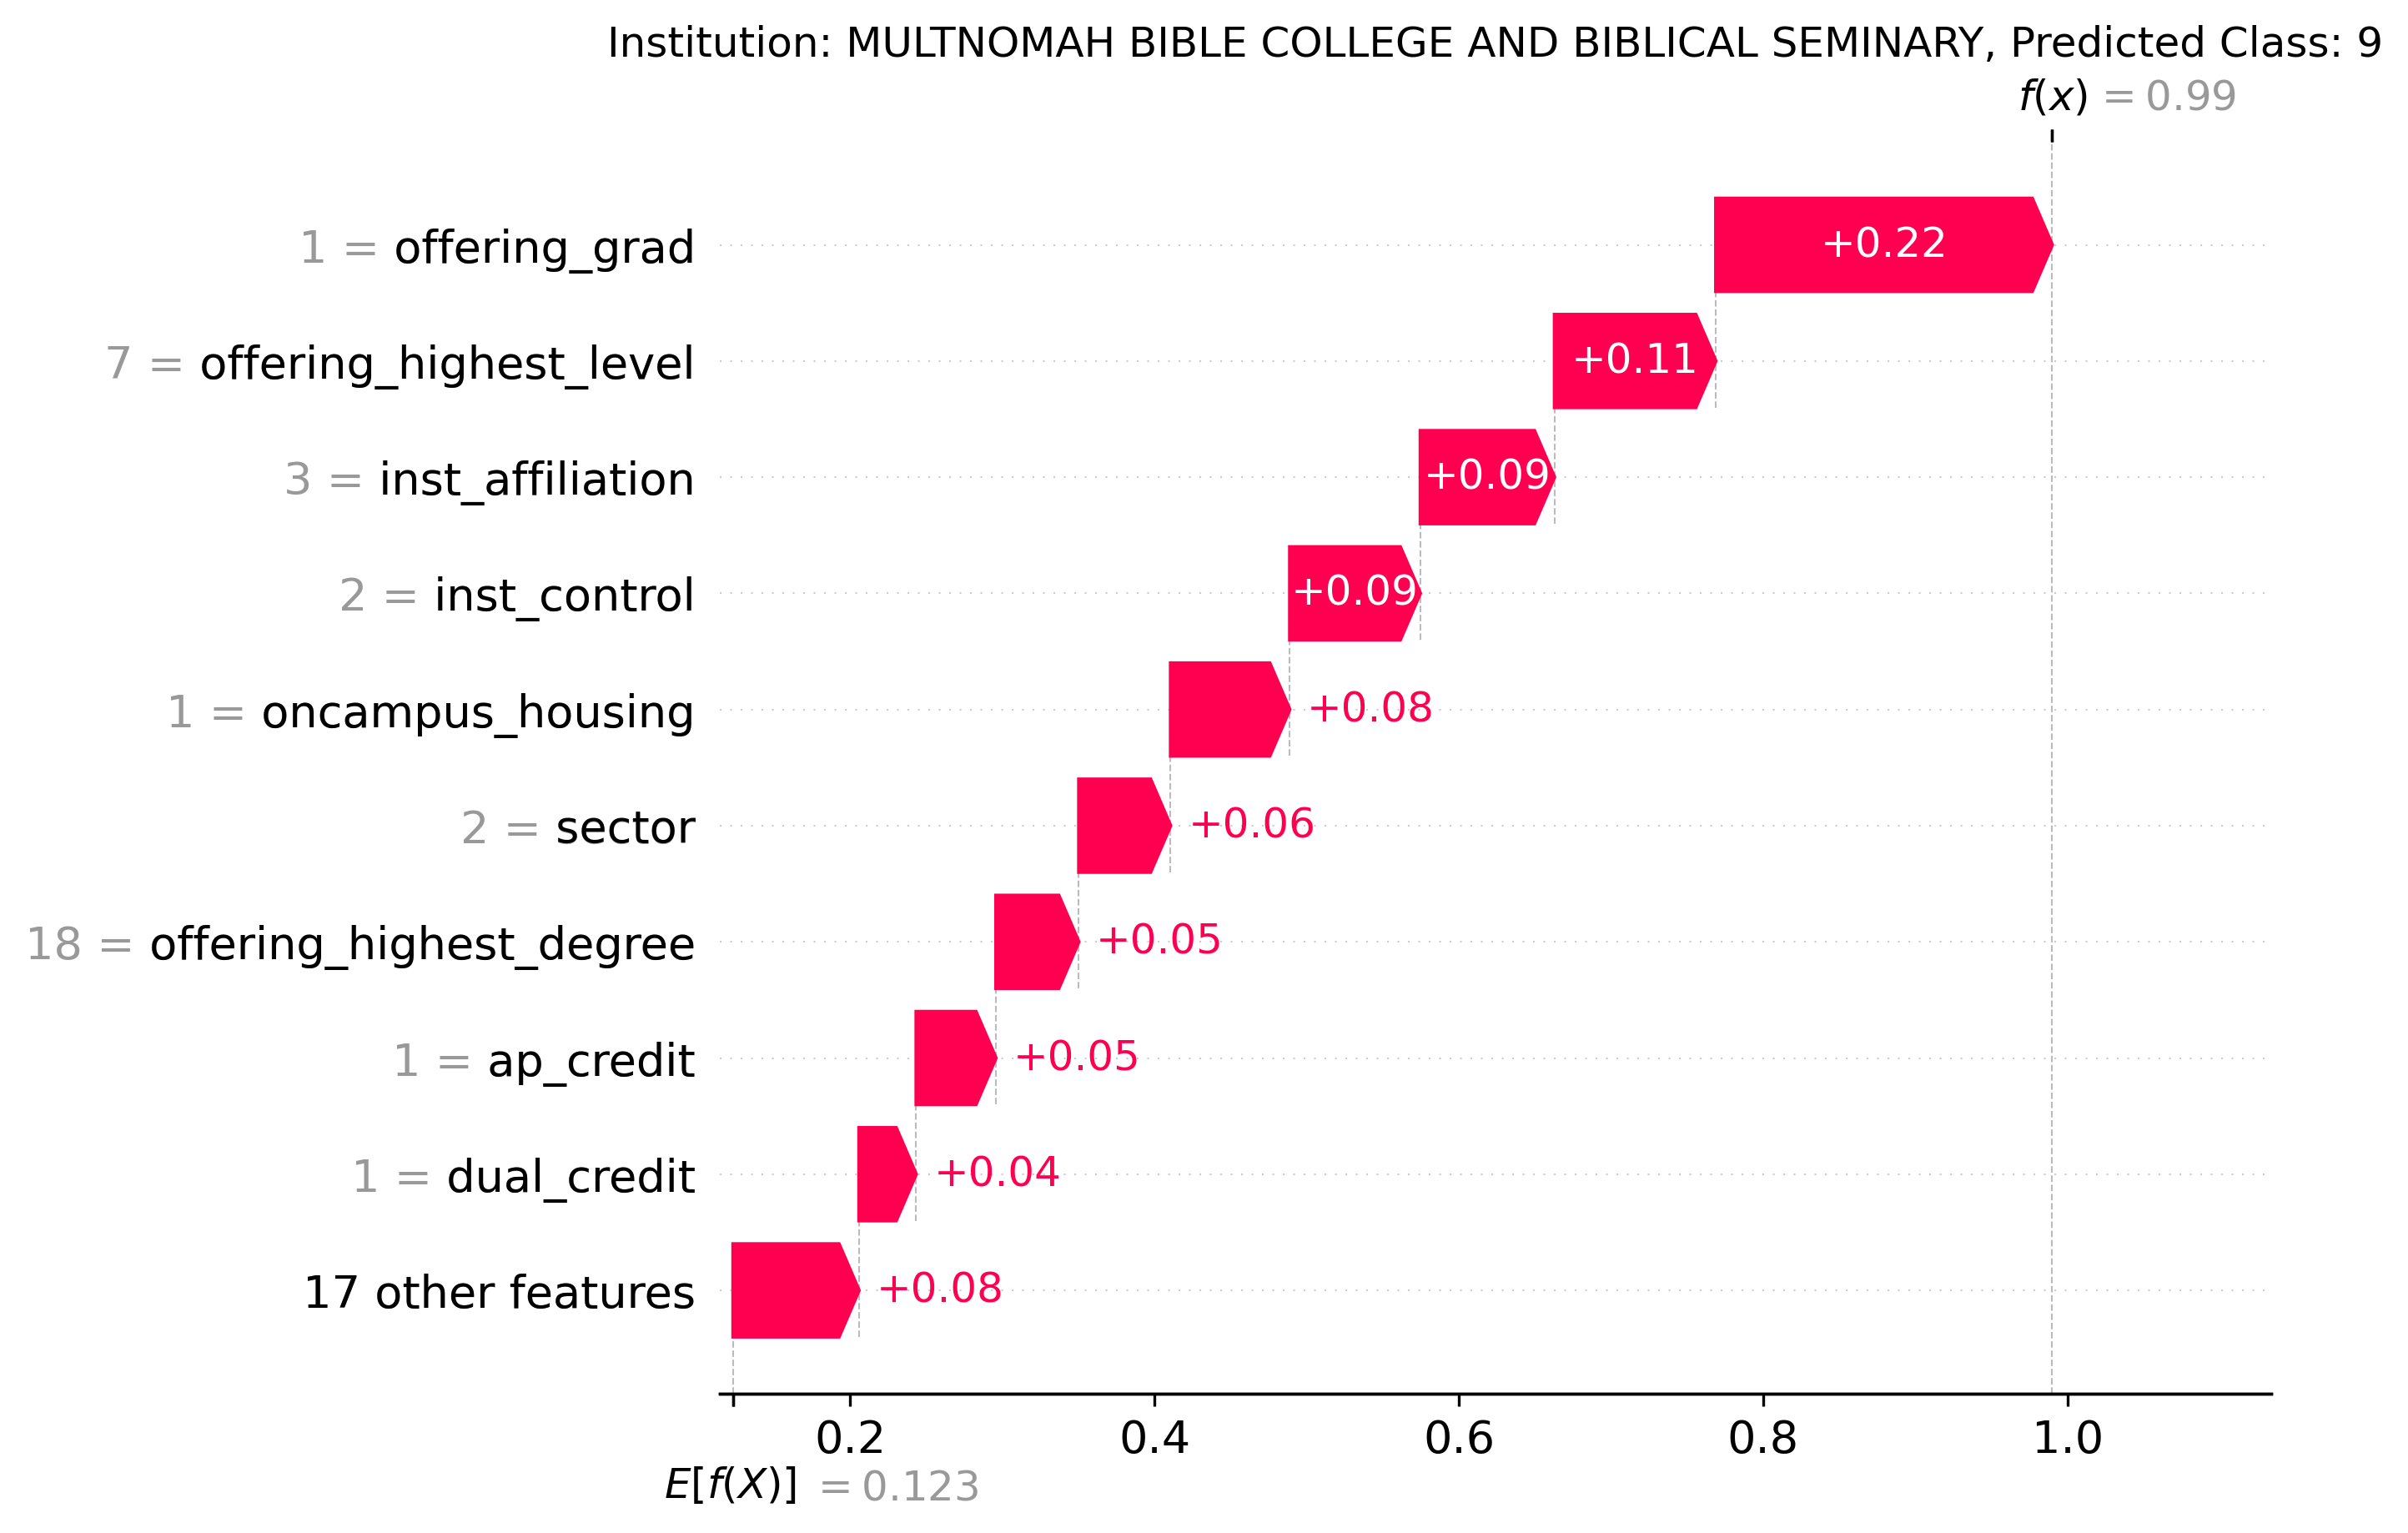 Institution: MULTNOMAH BIBLE COLLEGE AND BIBLICAL SEMINARY, Predicted Class: 9
f(x) = 0.99
1 = offering_grad +0.22
7 = offering_highest_level +0.11
3 = inst_affiliation +0.09
2 = inst_control +0.09
1 = oncampus_housing +0.08
2 = sector +0.06
18 = offering_highest_degree +0.05
1 = ap_credit +0.05
1 = dual_credit +0.04
17 other features +0.08
0.2 0.4 0.6 0.8 1.0
E[f(X)] = 0.123